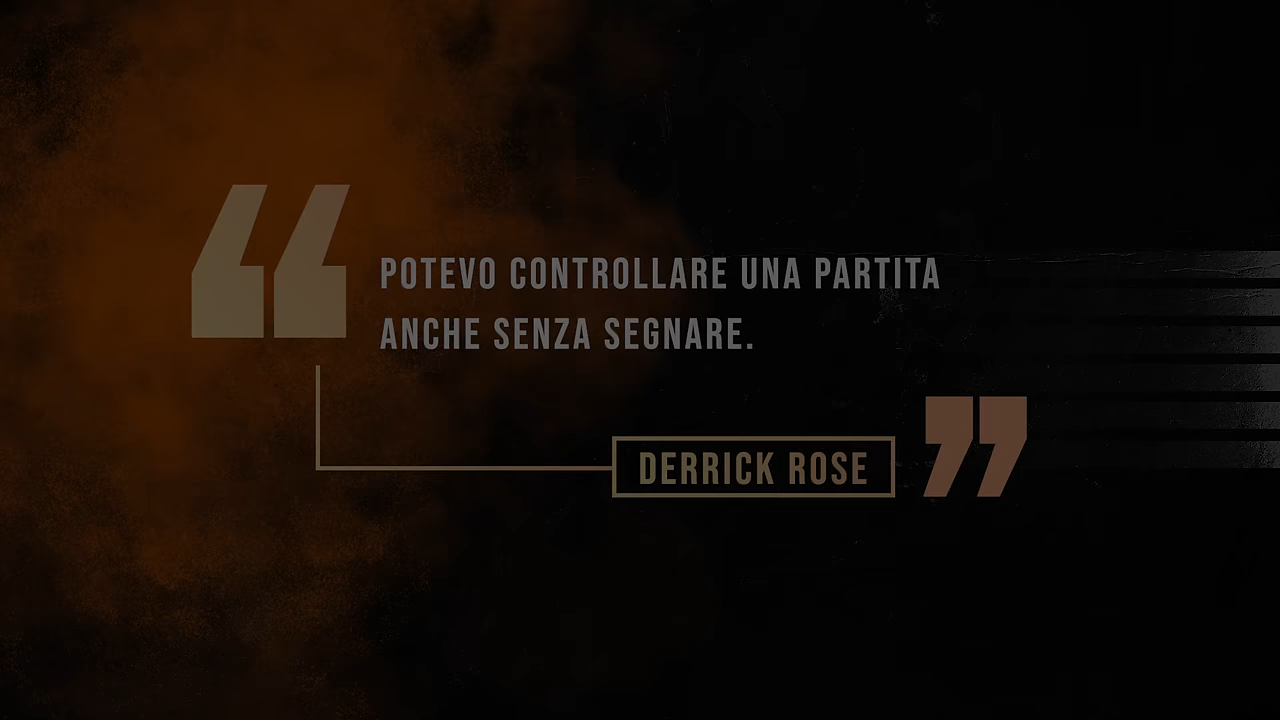 POTEVO CONTROLLARE UNA PARTITA
ANCHE SENZA SEGNARE.
DERRICK ROSE